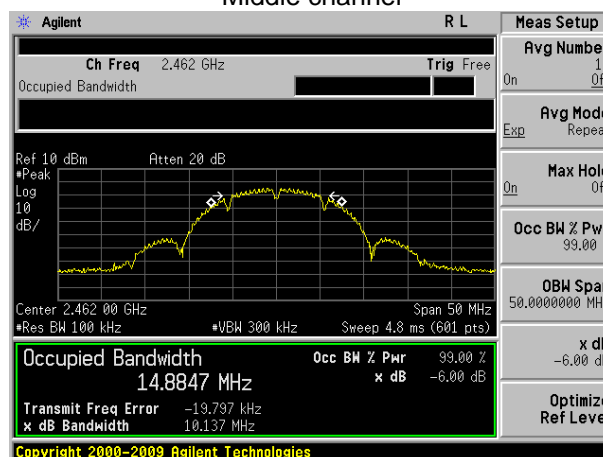 Middle channel
Agilent R L Meas Setup
Ch Freq 2.462 GHz Trig Free
Occupied Bandwidth
Avg Numbe
1
On Of
Avg Mode
Exp Repea
Max Hol
On Of
Occ BW % Pwr
99.00
OBW Spa
50.0000000 MH
x d
-6.00 d
Optimize
Ref Leve
Ref 10 dBm Atten 20 dB
#Peak
Log
10
dB/
Center 2.462 00 GHz Span 50 MHz
#Res BW 100 kHz #VBW 300 kHz Sweep 4.8 ms (601 pts)
Occupied Bandwidth Occ BW % Pwr 99.00 %
14.8847 MHz x dB -6.00 dB
Transmit Freq Error -19.797 kHz
x dB Bandwidth 10.137 MHz
Copyright 2000-2009 Agilent Technologies